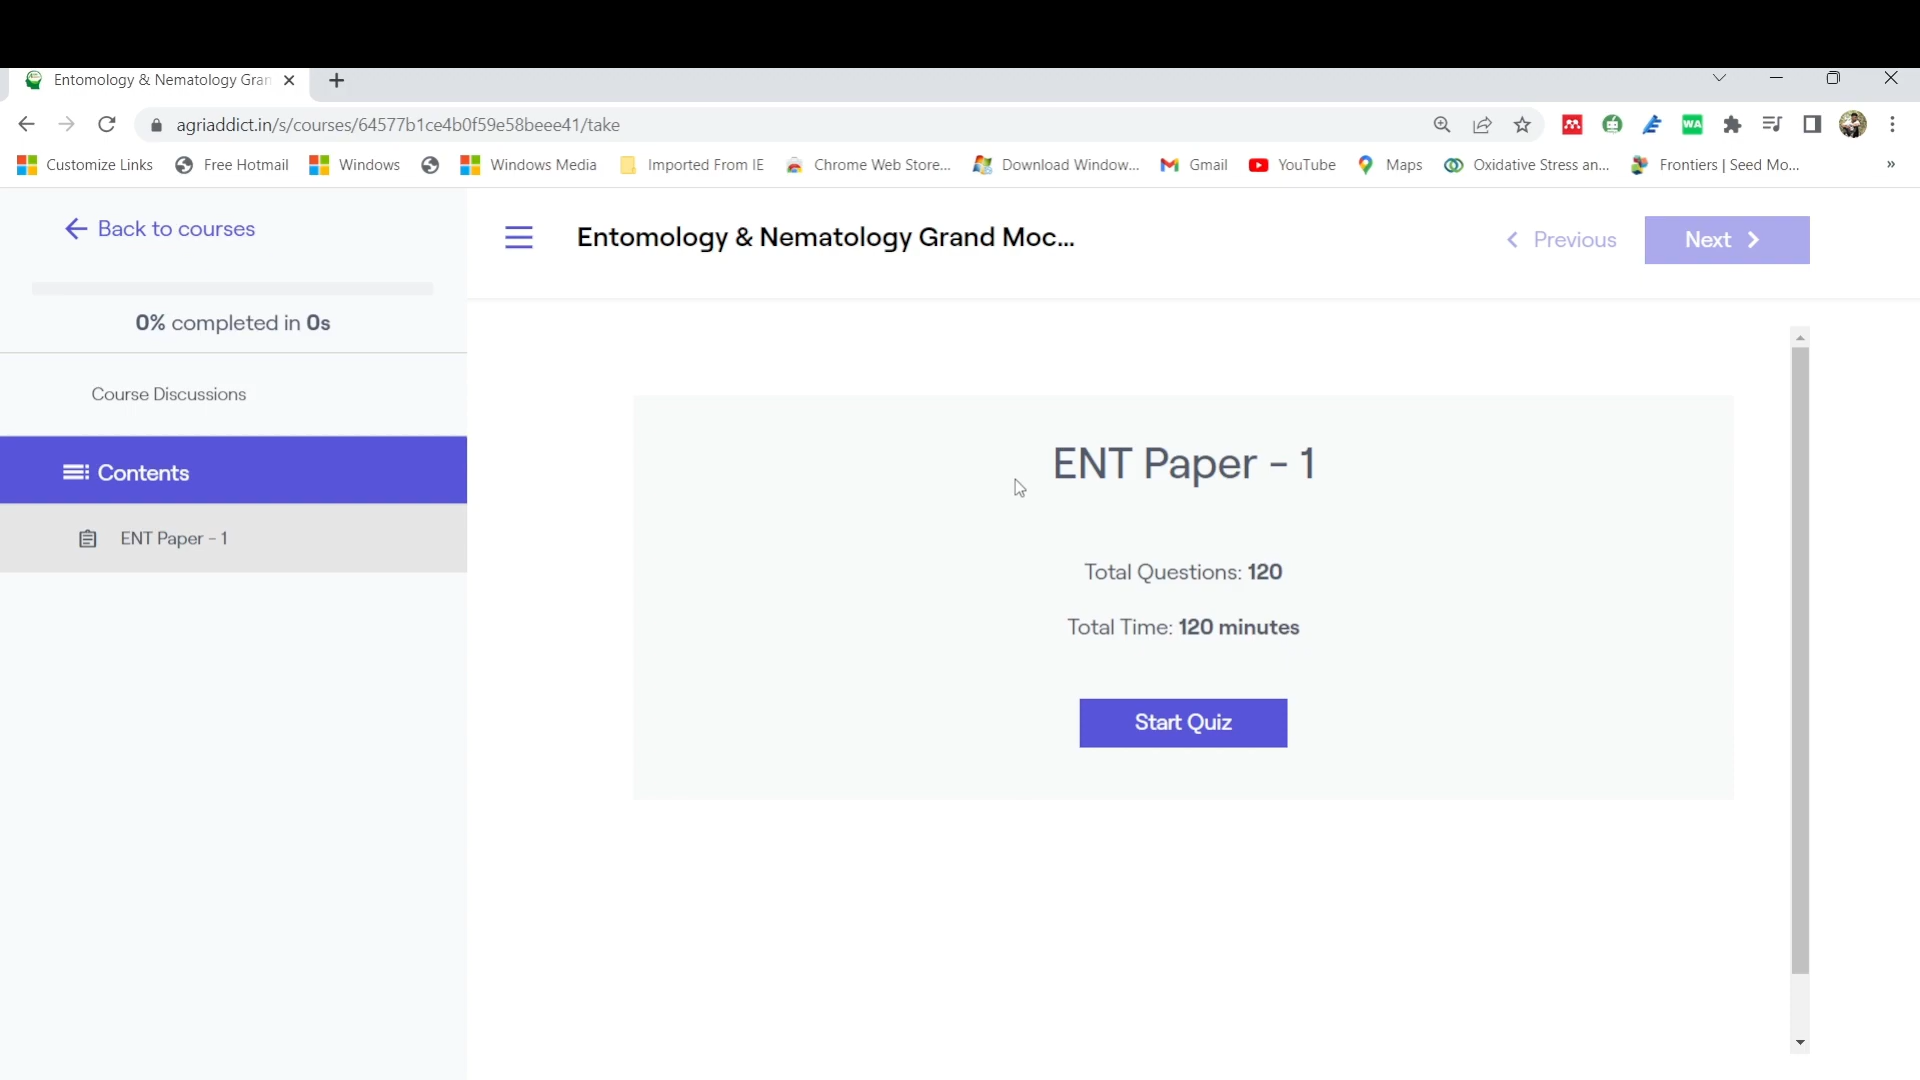 Entomology & Nematology Gran
agriaddict.in/s/courses/64577b1ce4b0f59e58beee41/take
WA
Customize Links
Free Hotmail
Windows
Windows Media
Imported From IE
Chrome Web Store...
Download Window...
Gmail
YouTube
Maps
Oxidative Stress an...
Frontiers | Seed Mo...
»
Back to courses
Entomology & Nematology Grand Moc...
Previous
Next
0% completed in 0s
Course Discussions
Contents
ENT Paper - 1
ENT Paper - 1
Total Questions: 120
Total Time: 120 minutes
Start Quiz